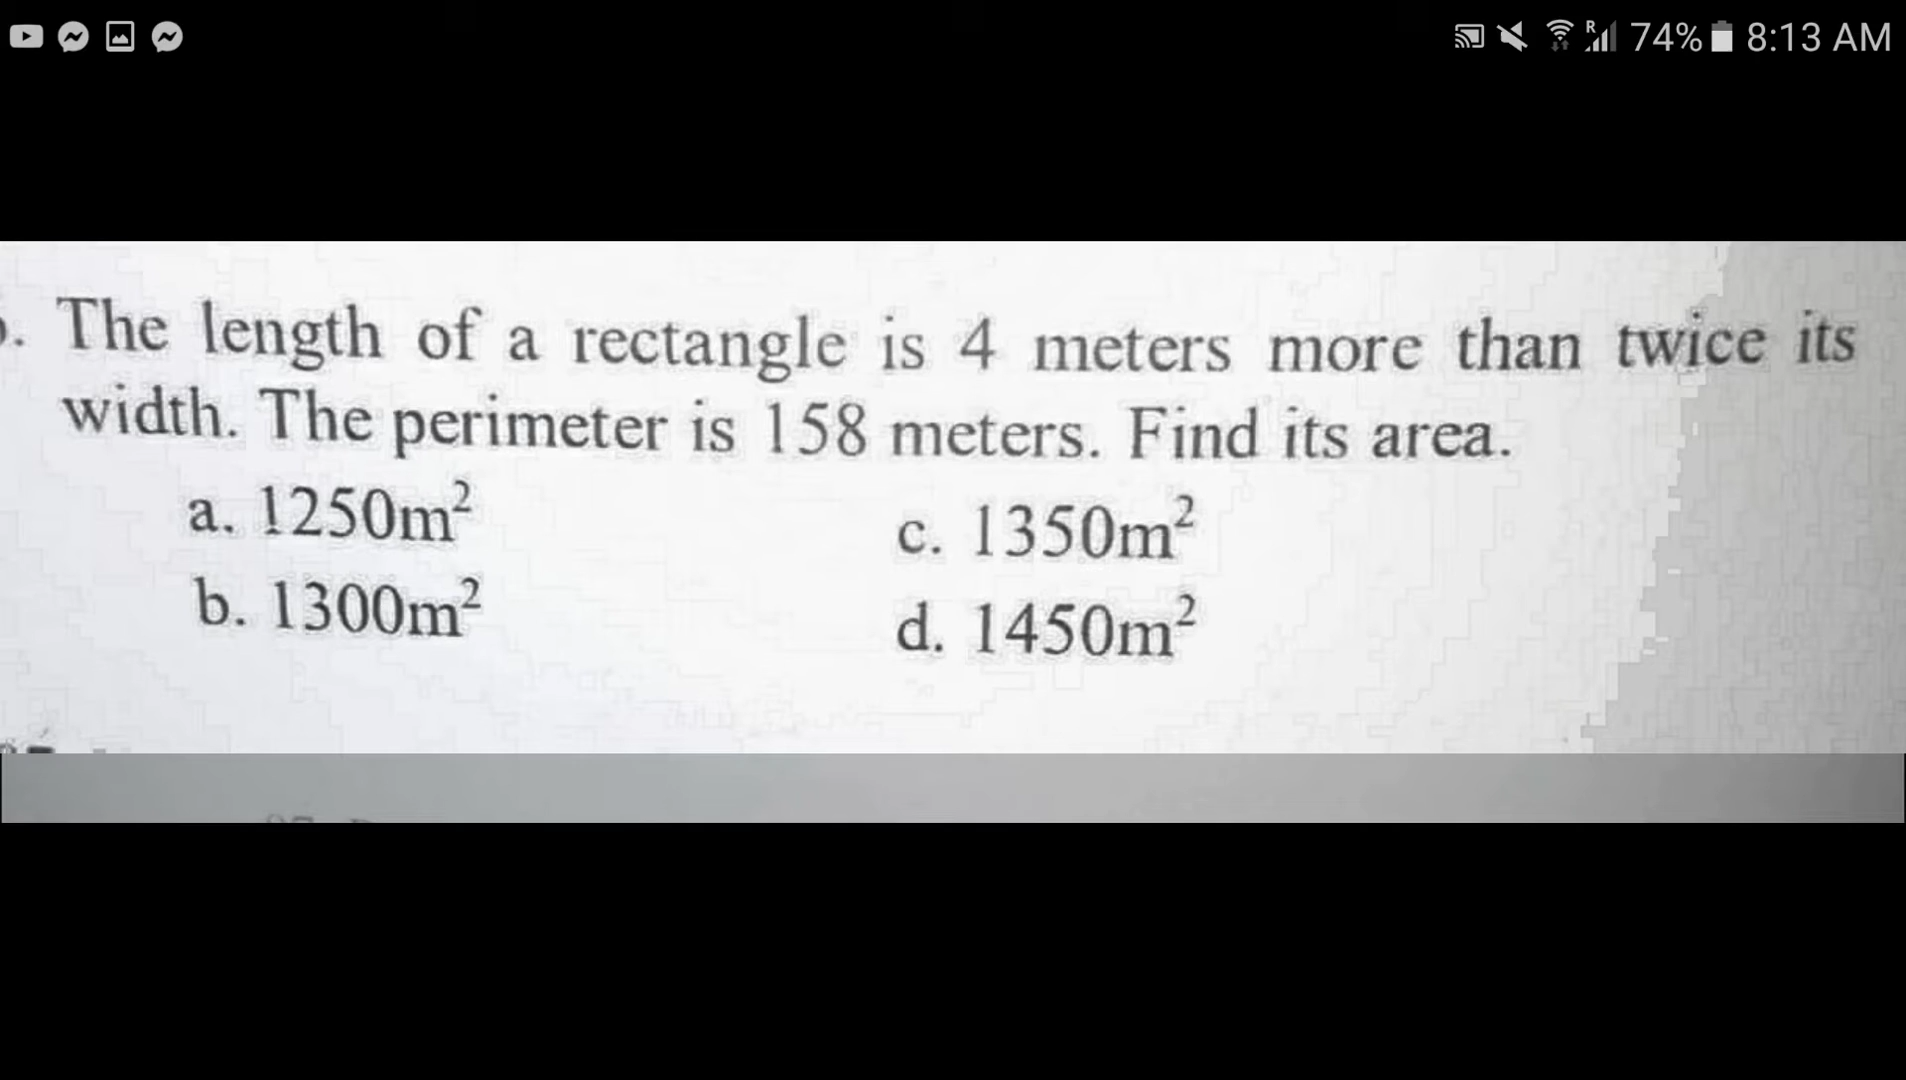 74% 8:13 AM
. The length of a rectangle is 4 meters more than twice its
width. The perimeter is 158 meters. Find its area.
a. 1250m²
b. 1300m²
c. 1350m²
d. 1450m²